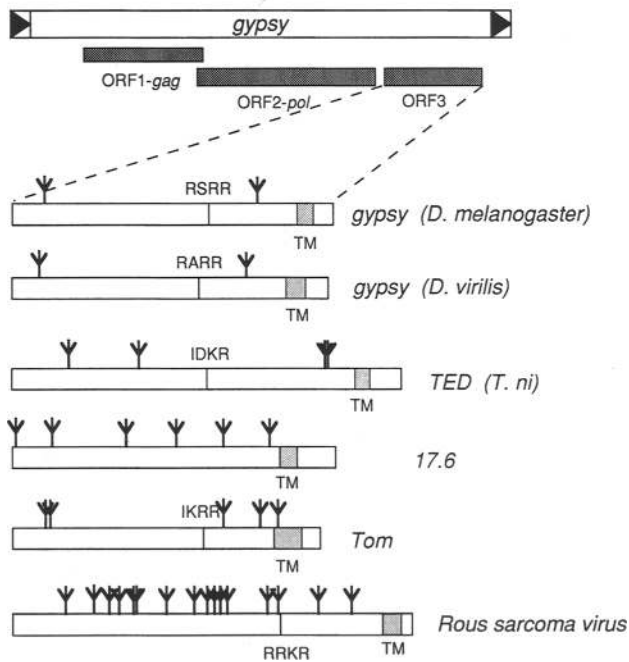 gypsy
ORF1-gag
ORF2-pol
ORF3
RSRR
gypsy (D. melanogaster)
TM
RARR
gypsy (D. virilis)
TM
IDKR
TED (T. ni)
TM
17.6
TM
IKRR
Tom
TM
Rous sarcoma virus
RRKR
TM